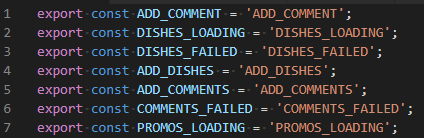 1 export const ADD_COMMENT = 'ADD_COMMENT';
2 export const DISHES_LOADING = 'DISHES_LOADING';
3 export const DISHES_FAILED = 'DISHES_FAILED';
4 export const ADD_DISHES = 'ADD_DISHES';
5 export const ADD_COMMENTS = 'ADD_COMMENTS';
6 export const COMMENTS_FAILED = 'COMMENTS_FAILED';
7 export const PROMOS_LOADING = 'PROMOS_LOADING';